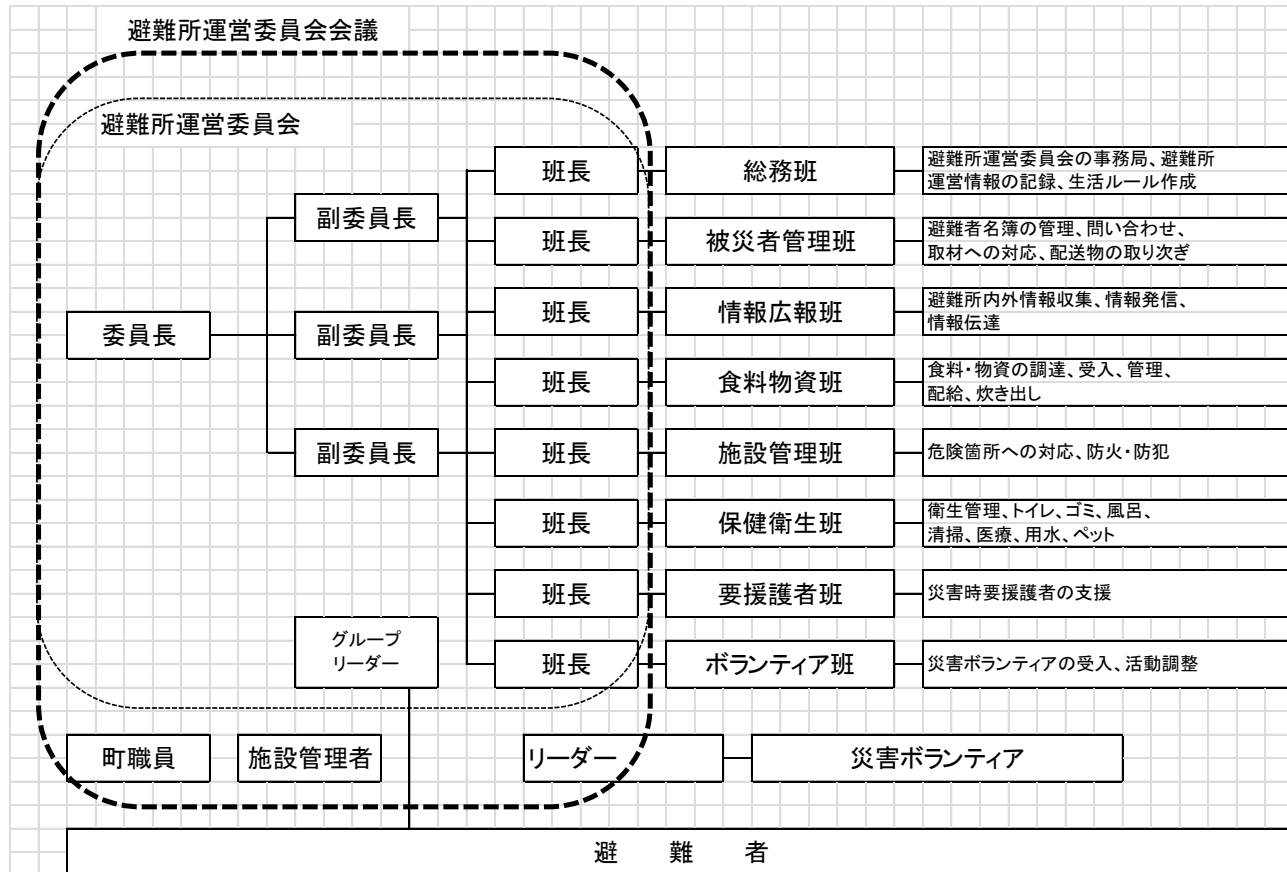 避難所運営委員会会議
避難所運営委員会
班長
総務班
避難所運営委員会の事務局、避難所
運営情報の記録、生活ルール作成
副委員長
班長
被災者管理班
避難者名簿の管理、問い合わせ、
取材への対応、配送物の取り次ぎ
委員長
副委員長
班長
情報広報班
避難所内外情報収集、情報発信、
情報伝達
班長
食料物資班
食料・物資の調達、受入、管理、
配給、炊き出し
副委員長
班長
施設管理班
危険箇所への対応、防火・防犯
班長
保健衛生班
衛生管理、トイレ、ゴミ、風呂、
清掃、医療、用水、ペット
班長
要援護者班
災害時要援護者の支援
グループ
リーダー
班長
ボランティア班
災害ボランティアの受入、活動調整
町職員
施設管理者
リーダー
災害ボランティア
避 難 者